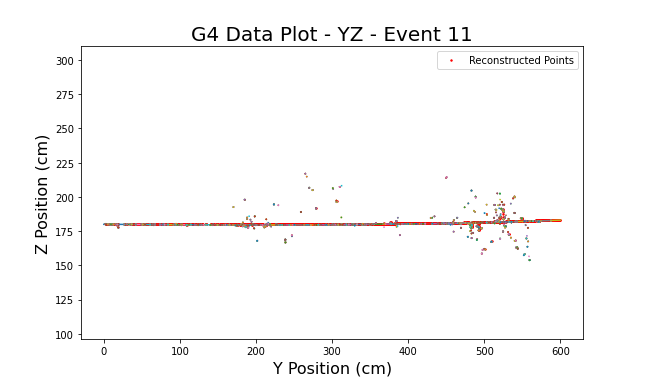 G4 Data Plot - YZ - Event 11
Reconstructed Points
300
275
250
225
200
175
150
125
100
Z Position (cm)
0 100 200 300 400 500 600
Y Position (cm)